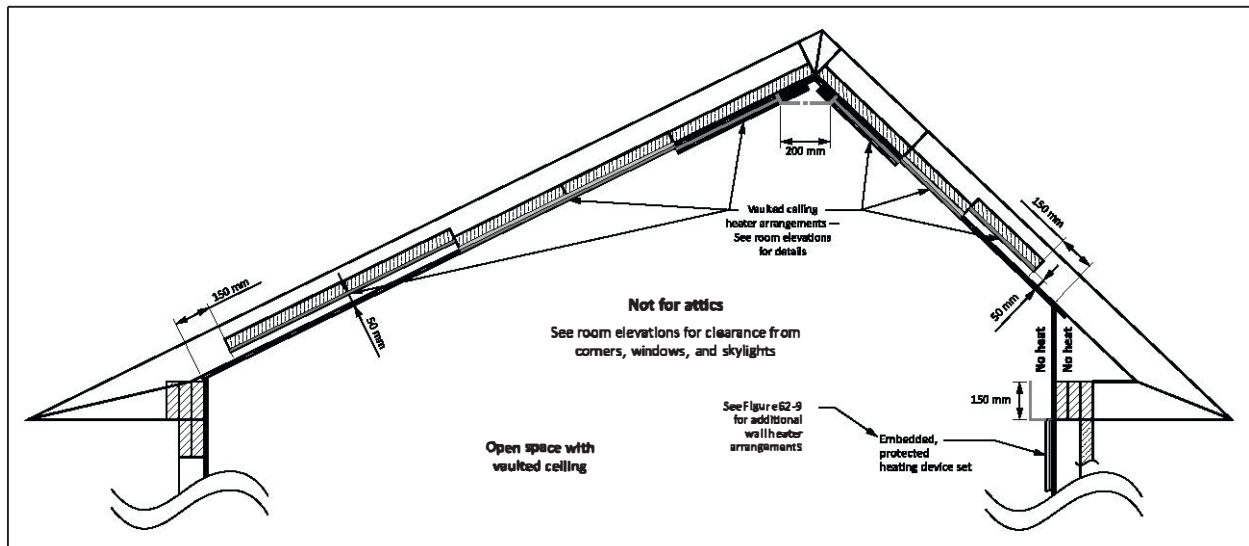 200 mm
Vaulted ceiling
heater arrangements —
See room elevations
for details
150 mm
150 mm
50 mm
50 mm
Not for attics
See room elevations for clearance from
corners, windows, and skylights
No heat
No heat
150 mm
See Figure 62-9
for additional
wall heater
arrangements
Embedded,
protected
heating device set
Open space with
vaulted ceiling